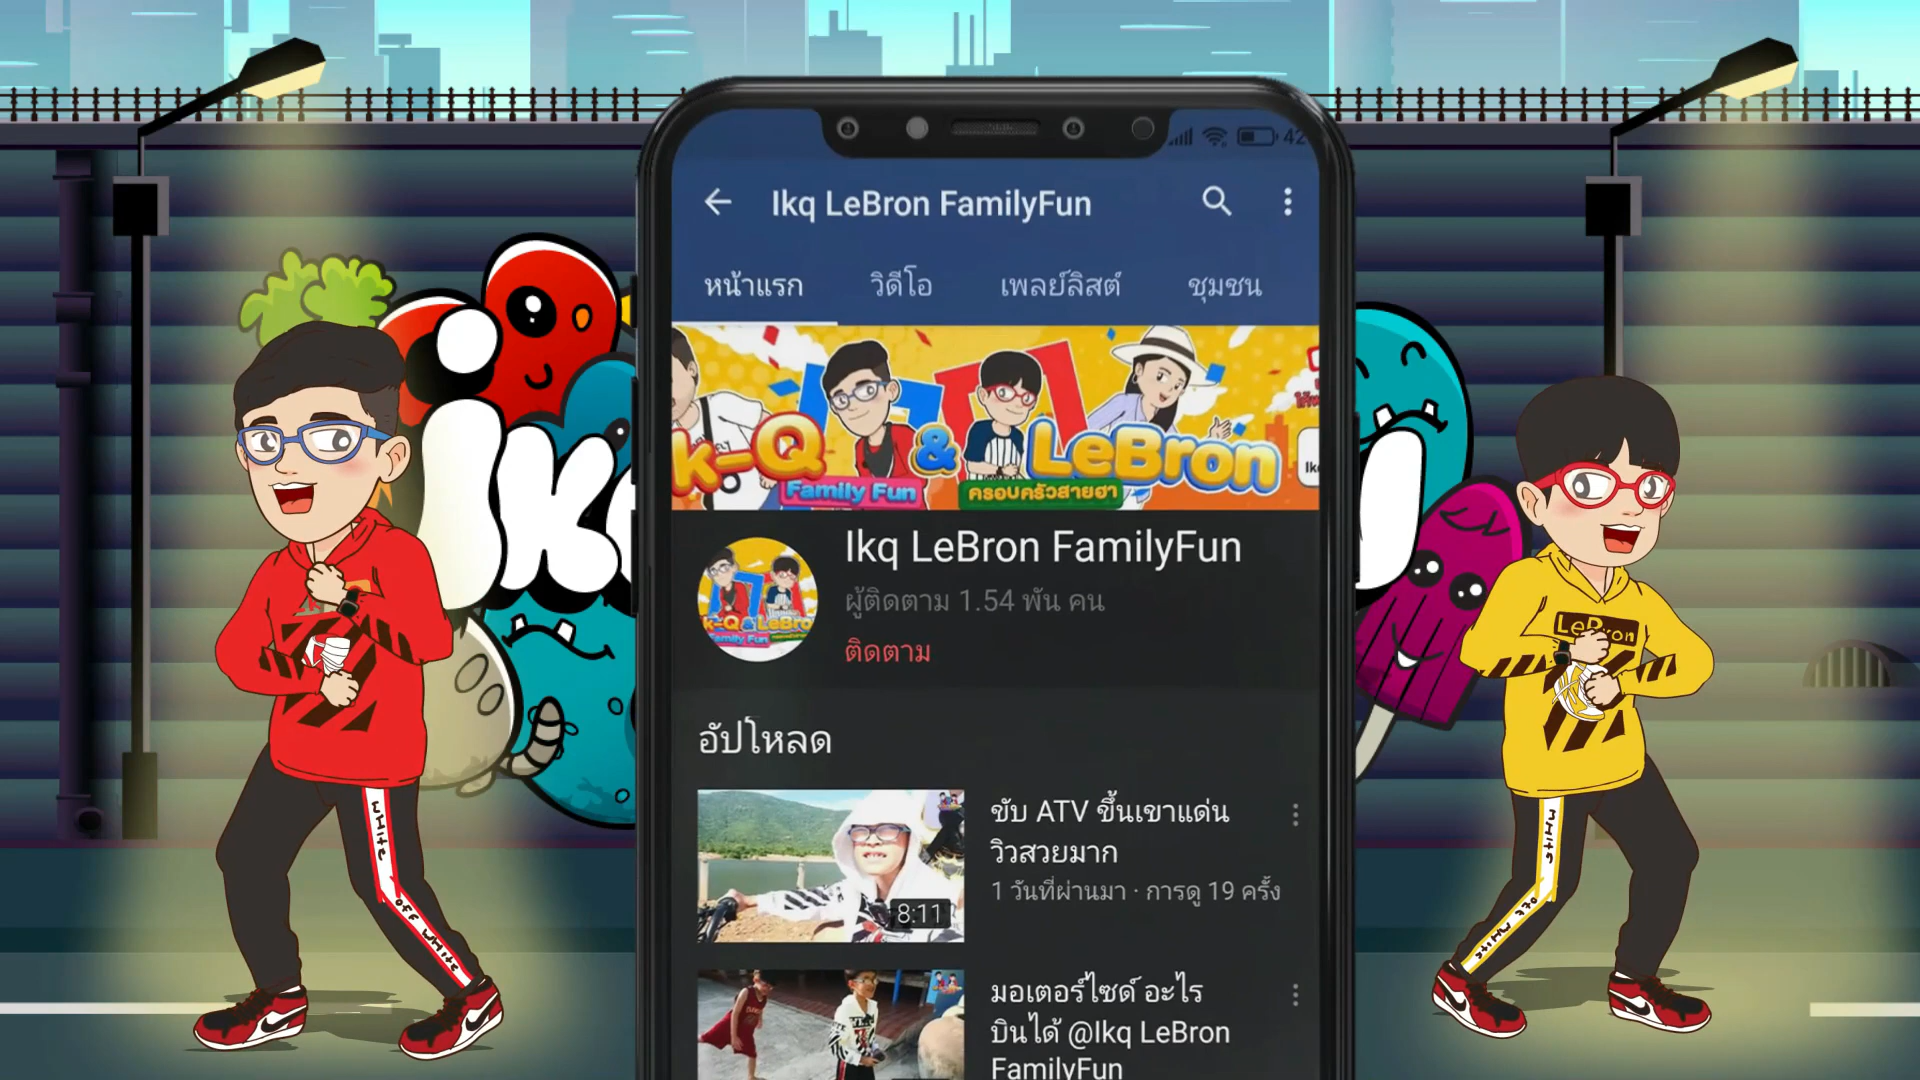 42
Ikq LeBron FamilyFun
หน้าแรก วิดีโอ เพลย์ลิสต์ ชุมชน
k-Q & LeBron
Family Fun ครอบครัวสายฮา
Ikq LeBron FamilyFun
ผู้ติดตาม 1.54 พัน คน
k-Q & LeBro
Family Fun
ติดตาม
LeBron
อัปโหลด
ขับ ATV ขึ้นเขาแด่น
วิวสวยมาก
1 วันที่ผ่านมา · การดู 19 ครั้ง
8:11
มอเตอร์ไซด์ อะไร
บินได้ @Ikq LeBron
FamilyFun